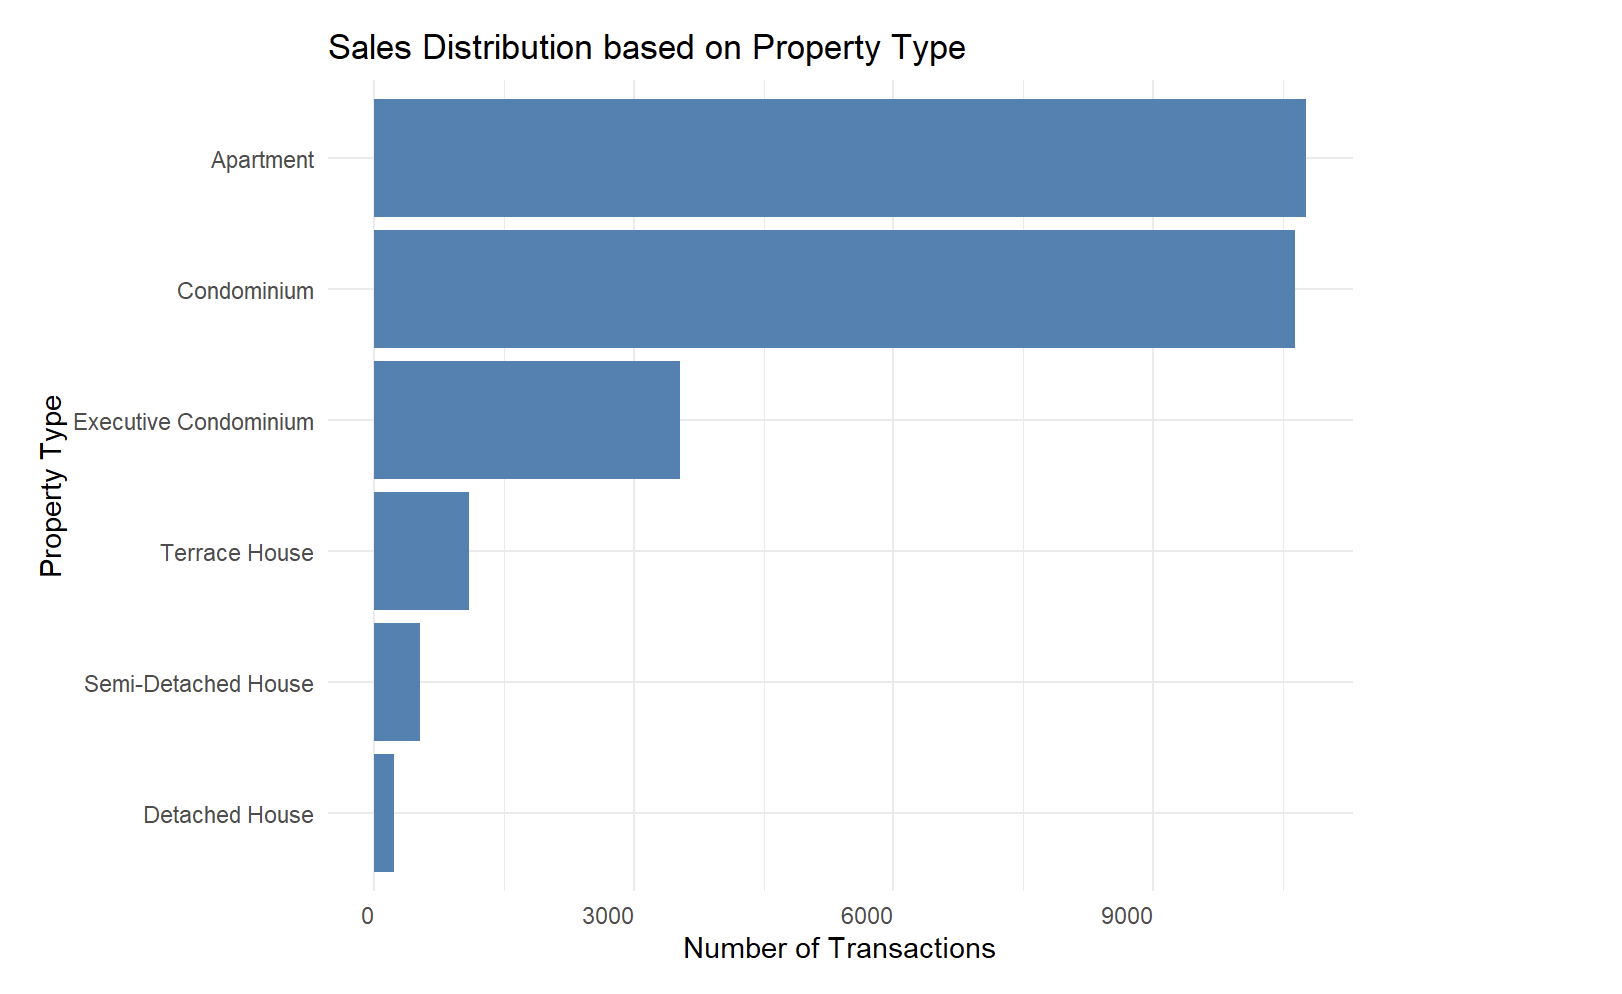 Sales Distribution based on Property Type
Property Type
Apartment
Condominium
Executive Condominium
Terrace House
Semi-Detached House
Detached House
0 3000 6000 9000
Number of Transactions